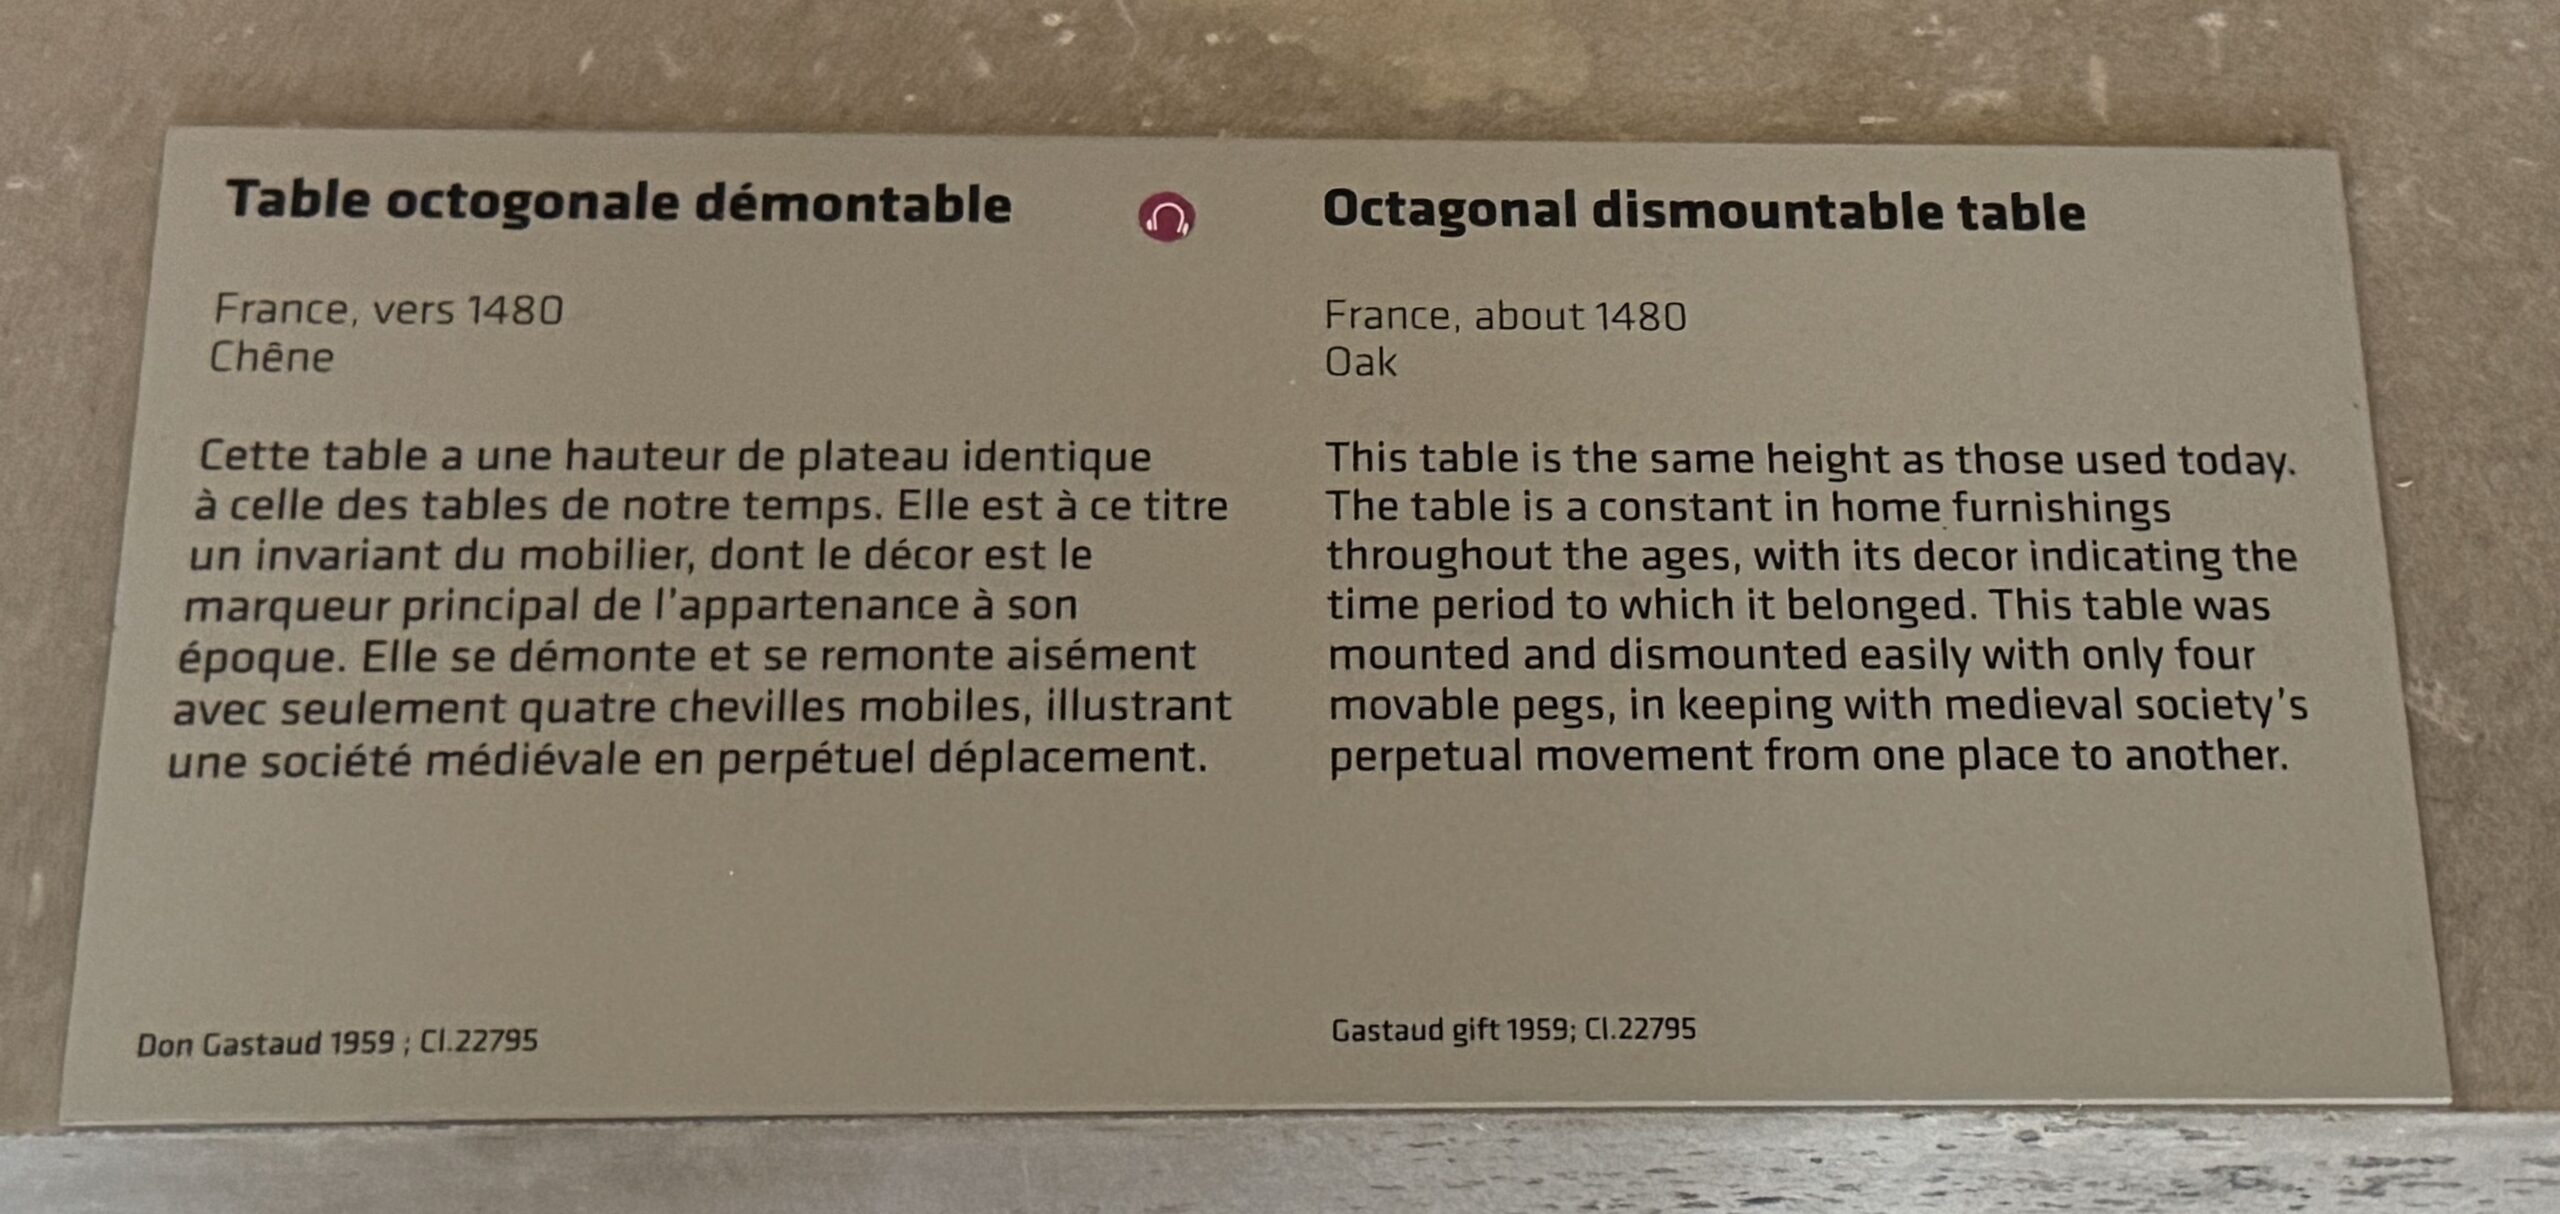 Table octogonale démontable
France, vers 1480
Chêne
Cette table a une hauteur de plateau identique
à celle des tables de notre temps. Elle est à ce titre
un invariant du mobilier, dont le décor est le
marqueur principal de l'appartenance à son
époque. Elle se démonte et se remonte aisément
avec seulement quatre chevilles mobiles, illustrant
une société médiévale en perpétuel déplacement.
Don Gastaud 1959 ; Cl.22795
Octagonal dismountable table
France, about 1480
Oak
This table is the same height as those used today.
The table is a constant in home furnishings
throughout the ages, with its decor indicating the
time period to which it belonged. This table was
mounted and dismounted easily with only four
movable pegs, in keeping with medieval society's
perpetual movement from one place to another.
Gastaud gift 1959; Cl.22795